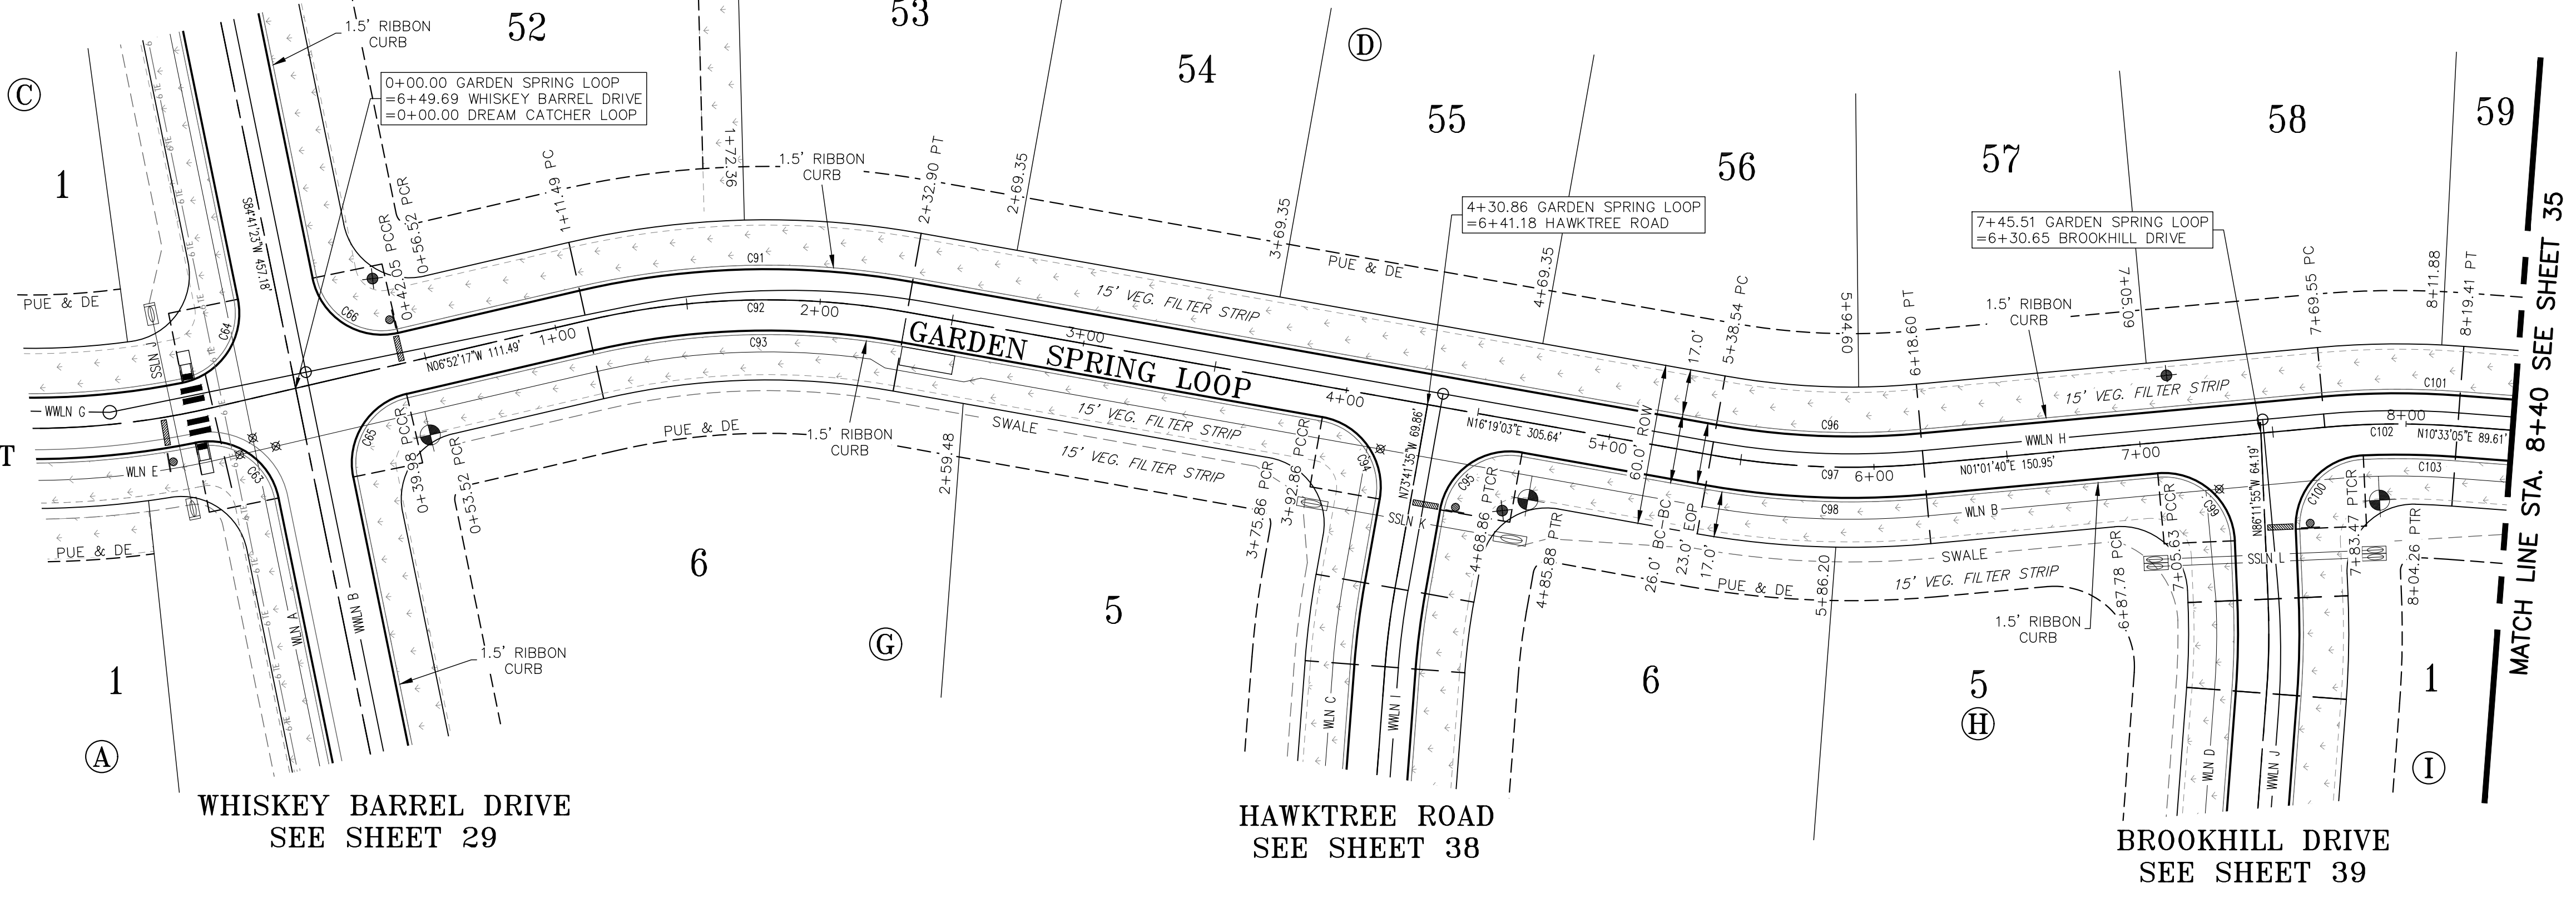 1.5' RIBBON
CURB
52
53
54
D
55
56
57
58
59
C
1
0+00.00 GARDEN SPRING LOOP
=6+49.69 WHISKEY BARREL DRIVE
=0+00.00 DREAM CATCHER LOOP
S84°41'23"W 457.18'
PUE & DE
0+42.05 PCCR
0+56.52 PCR
1+11.49 PC
1+72.36
1.5' RIBBON
CURB
2+32.90 PT
2+69.35
3+69.35
PUE & DE
4+30.86 GARDEN SPRING LOOP
=6+41.18 HAWKTREE ROAD
4+69.35
5+38.54 PC
5+94.60
6+18.60 PT
7+45.51 GARDEN SPRING LOOP
=6+30.65 BROOKHILL DRIVE
1.5' RIBBON
CURB
7+05.09
7+69.55 PC
8+11.88
8+19.41 PT
MATCH LINE STA. 8+40 SEE SHEET 35
C64
C66
C91
C92
C93
15' VEG. FILTER STRIP
GARDEN SPRING LOOP
1+00
2+00
3+00
4+00
5+00
6+00
7+00
8+00
N06°52'17"W 111.49'
N16°19'03"E 305.64'
N01°01'40"E 150.95'
N10°33'05"E 89.61'
WWLN G
SSLN J
WLN E
T
C63
C65
0+39.98 PCCR
0+53.52 PCR
PUE & DE
1.5' RIBBON
CURB
2+59.48
SWALE
15' VEG. FILTER STRIP
15' VEG. FILTER STRIP
3+75.86 PCR
3+92.86 PCCR
C94
N73°41'35"W 69.86'
SSLN K
C95
4+68.86 PTCR
4+85.88 PTR
60.0' ROW
17.0'
26.0' BC-BC
23.0' EOP
17.0'
C96
C97
C98
WWLN H
WLN B
15' VEG. FILTER STRIP
C101
C102
C103
C99
C100
N86°11'55"W 64.19'
SSLN L
5+86.20
PUE & DE
SWALE
15' VEG. FILTER STRIP
6+87.78 PCR
7+05.63 PCCR
7+83.47 PTCR
8+04.26 PTR
1.5' RIBBON
CURB
PUE & DE
1
A
WLN A
WWLN B
1.5' RIBBON
CURB
6
G
5
WLN C
WWLN I
6
5
H
WLN D
WWLN J
1
I
WHISKEY BARREL DRIVE
SEE SHEET 29
HAWKTREE ROAD
SEE SHEET 38
BROOKHILL DRIVE
SEE SHEET 39